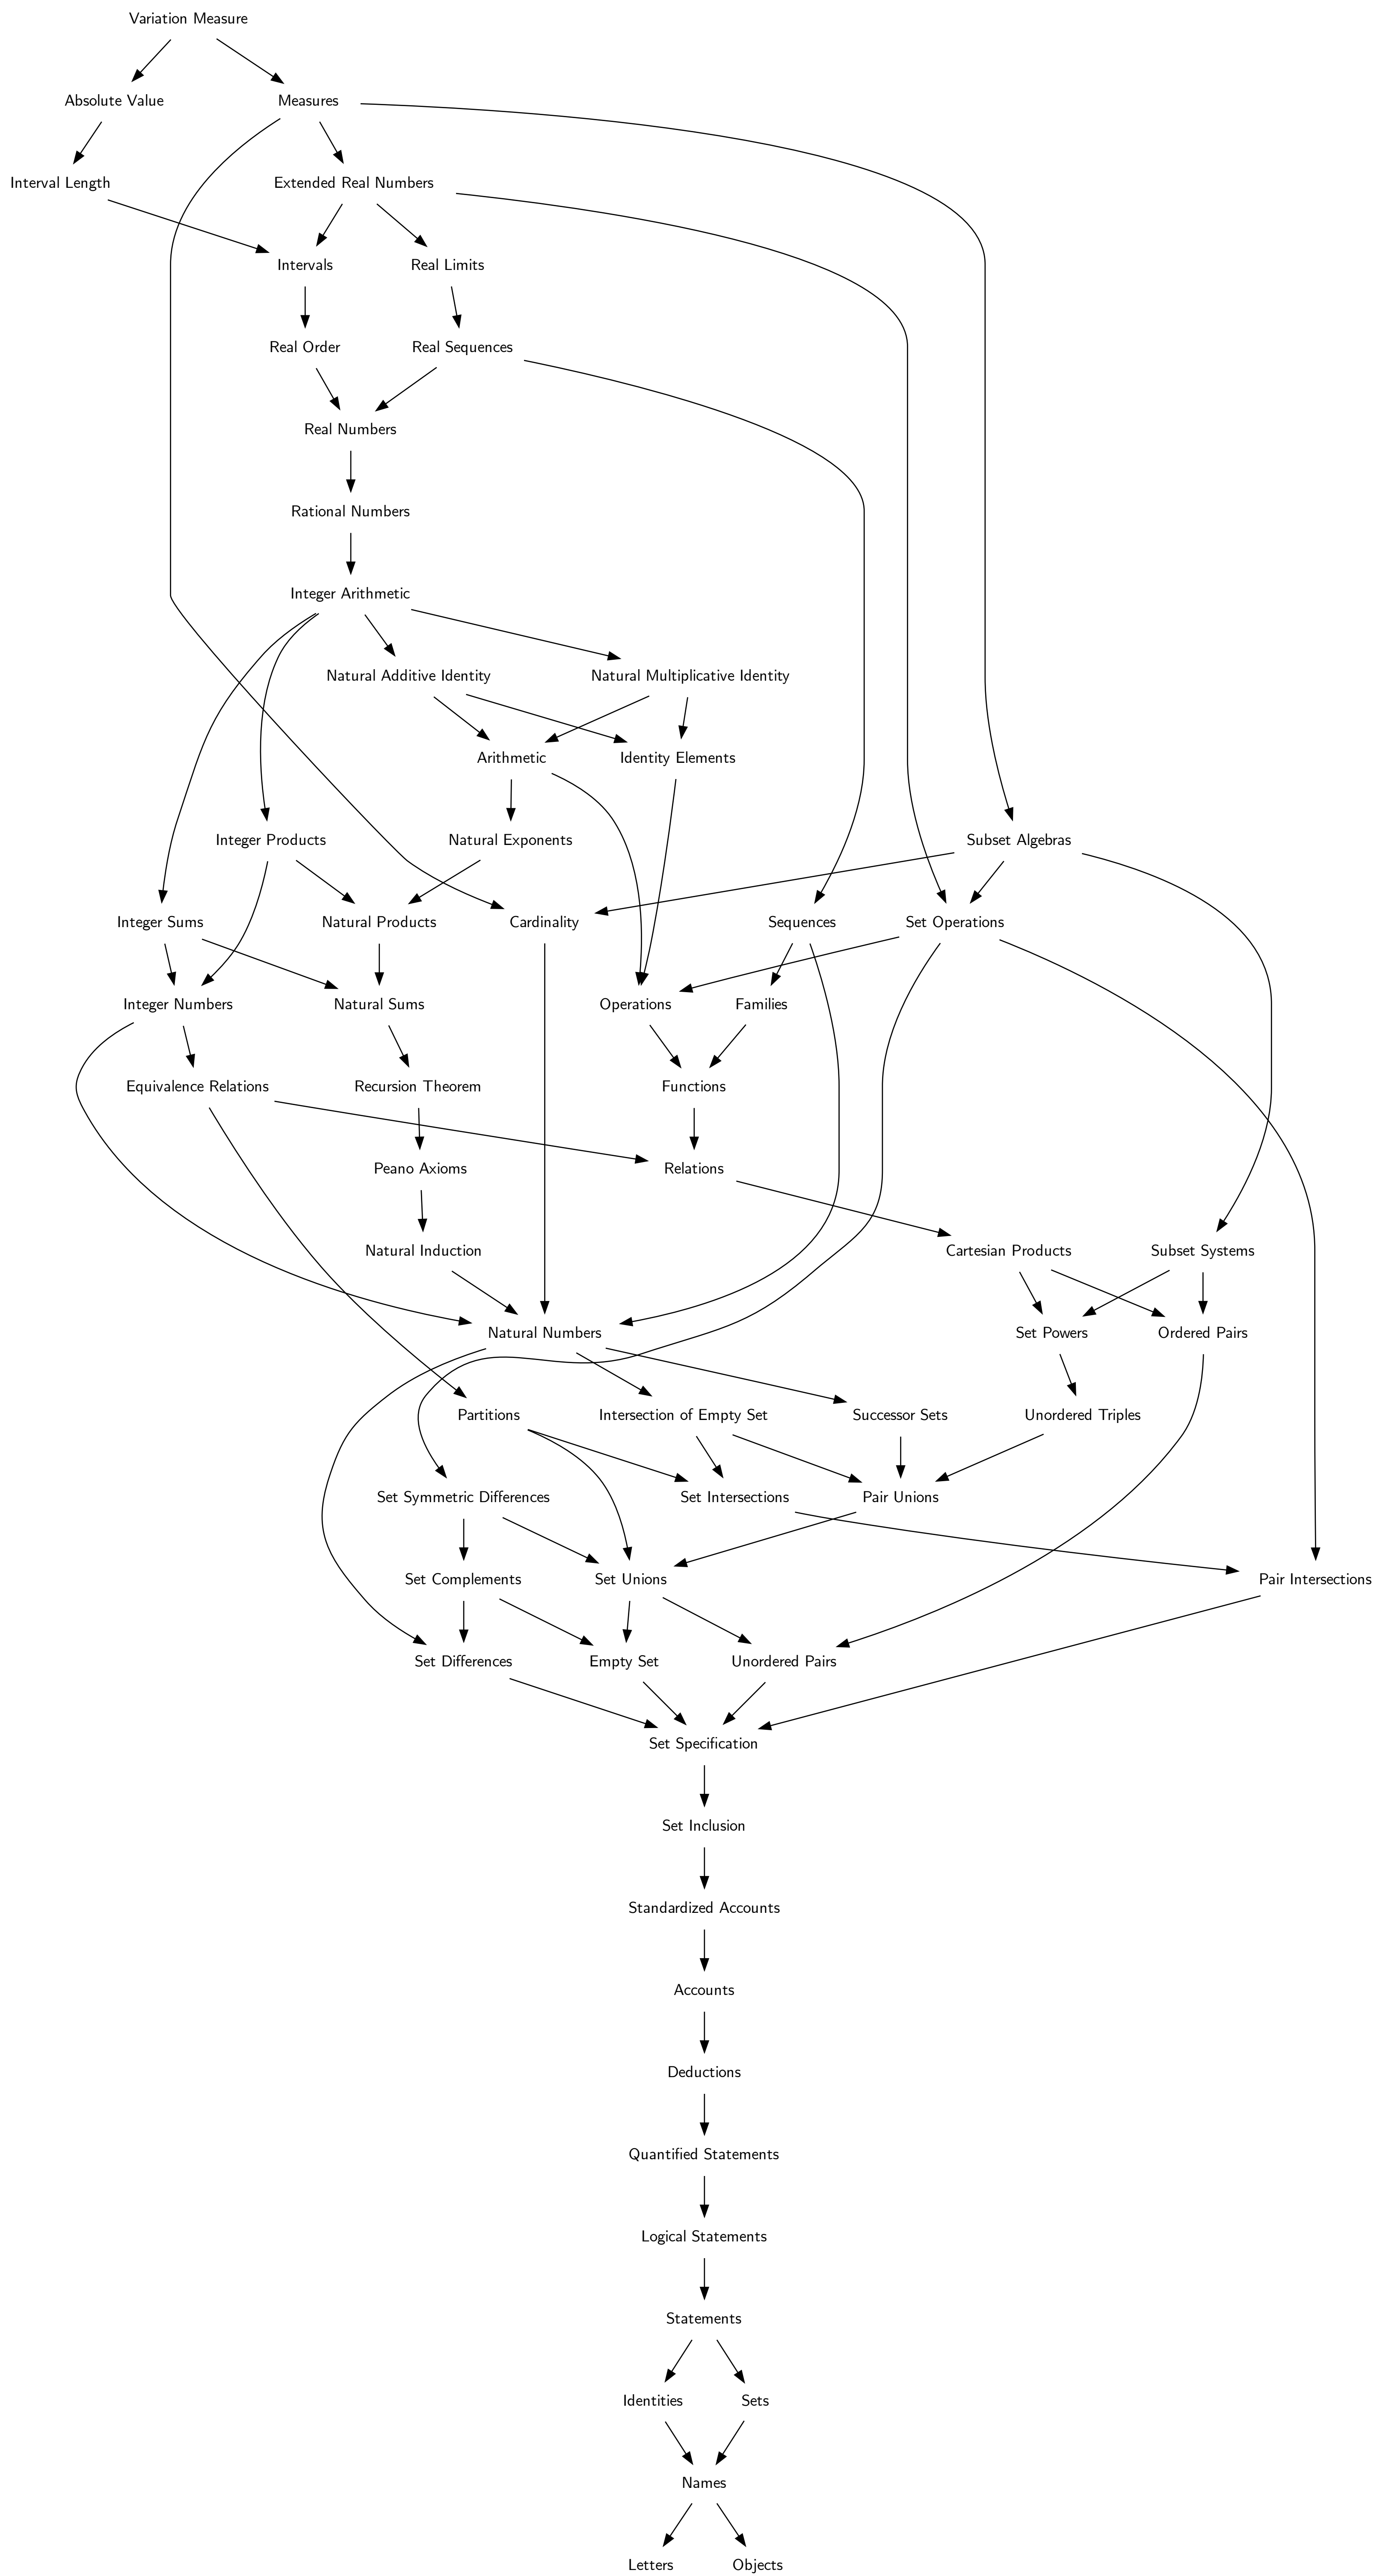 Variation Measure
Absolute Value
Measures
Interval Length
Extended Real Numbers
Intervals
Real Limits
Real Order
Real Sequences
Real Numbers
Rational Numbers
Integer Arithmetic
Natural Additive Identity
Natural Multiplicative Identity
Arithmetic
Identity Elements
Integer Products
Natural Exponents
Subset Algebras
Integer Sums
Natural Products
Cardinality
Sequences
Set Operations
Integer Numbers
Natural Sums
Operations
Families
Equivalence Relations
Recursion Theorem
Functions
Peano Axioms
Relations
Natural Induction
Cartesian Products
Subset Systems
Natural Numbers
Set Powers
Ordered Pairs
Partitions
Intersection of Empty Set
Successor Sets
Unordered Triples
Set Symmetric Differences
Set Intersections
Pair Unions
Set Complements
Set Unions
Pair Intersections
Set Differences
Empty Set
Unordered Pairs
Set Specification
Set Inclusion
Standardized Accounts
Accounts
Deductions
Quantified Statements
Logical Statements
Statements
Identities
Sets
Names
Letters
Objects